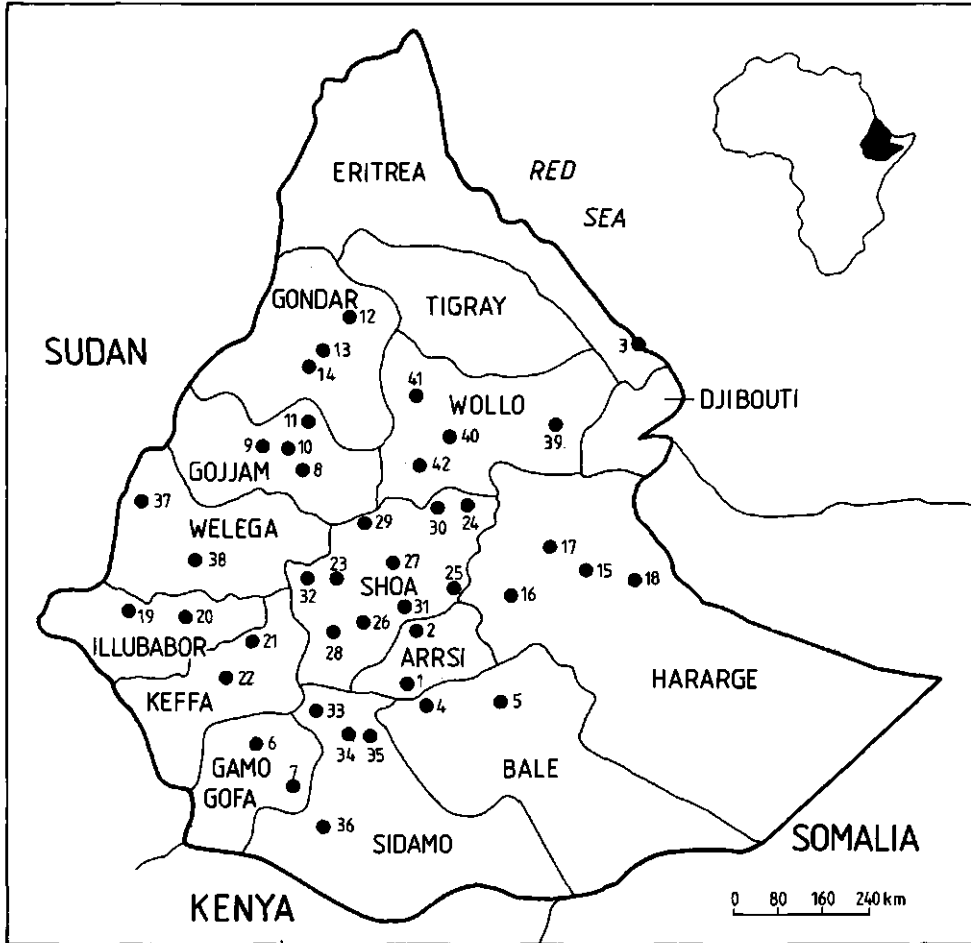 ERITREA
RED
SEA
GONDAR
12
TIGRAY
SUDAN
13
14
3
41
WOLLO
DJIBOUTI
11
9
10
40
39
GOJJAM
8
42
37
WELEGA
29
30
24
38
27
17
32
23
SHOA
25
15
18
16
19
20
31
26
2
ILLUBABOR
21
28
ARRSI
HARARGE
KEFFA
22
1
33
4
5
6
34
35
GAMO
GOFA
7
BALE
36
SIDAMO
SOMALIA
KENYA
0 80 160 240 km